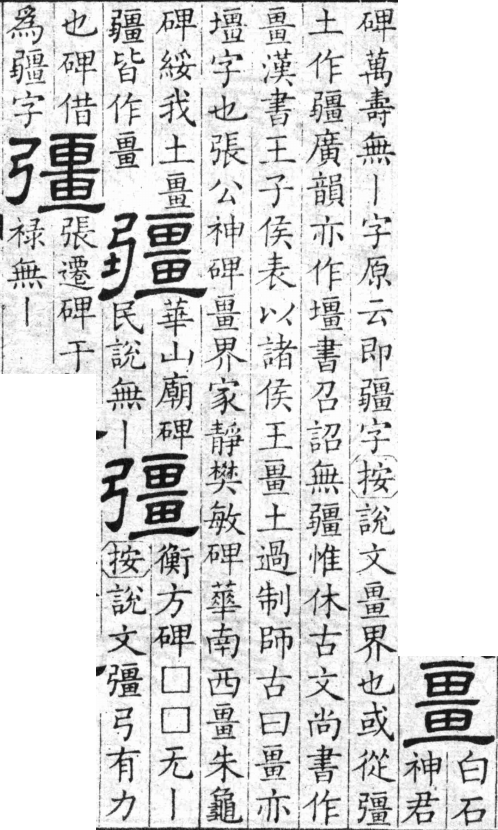 畺
白石
神君
碑萬壽無丨字原云即疆字按說文畺界也或從彊
土作疆廣韻亦作壃書召詔無疆惟休古文尚書作
畺漢書王子侯表以諸侯王畺土過制師古曰畺亦
壃字也張公神碑畺界家靜樊敏碑華南西畺朱龜
碑綏我土畺
疆皆作畺
疆
華山廟碑
民說無丨
彊
衡方碑□□无丨
按說文彊弓有力
也碑借
為疆字
彊
張遷碑于
祿無丨